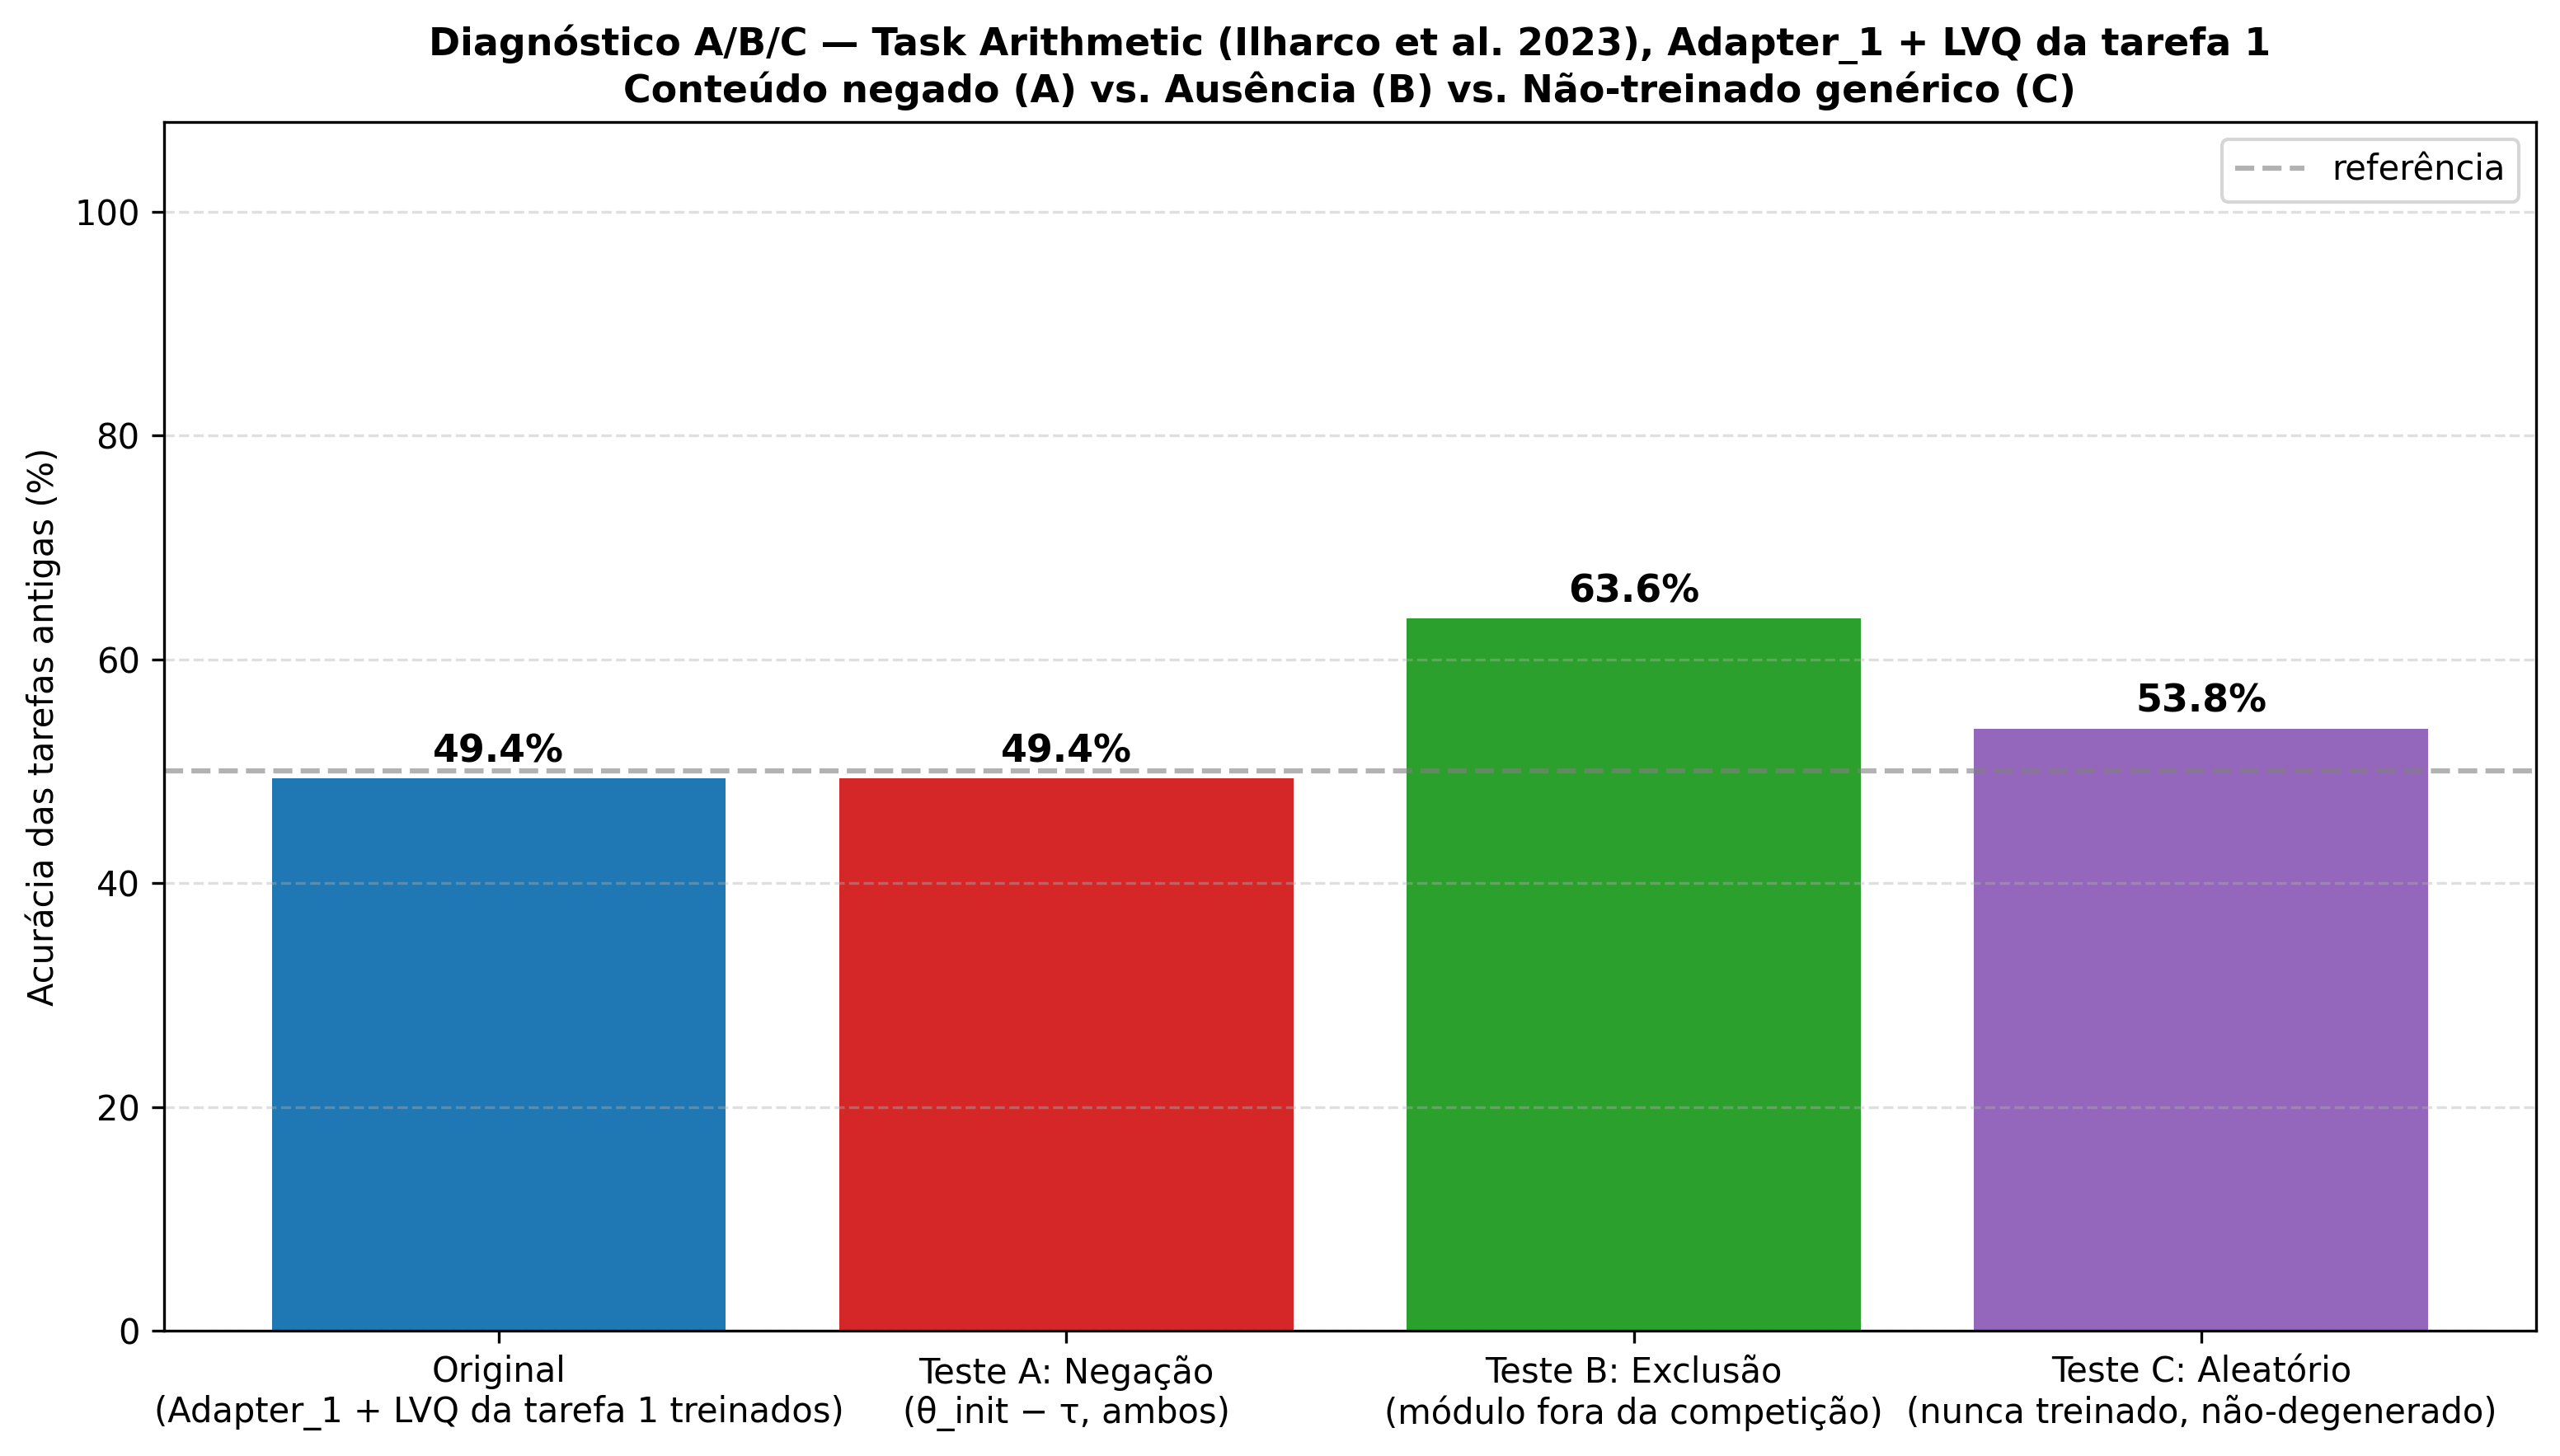 Diagnóstico A/B/C — Task Arithmetic (Ilharco et al. 2023), Adapter_1 + LVQ da tarefa 1
Conteúdo negado (A) vs. Ausência (B) vs. Não-treinado genérico (C)
referência
Acurácia das tarefas antigas (%)
100
80
60
40
20
0
49.4%
49.4%
63.6%
53.8%
Original
(Adapter_1 + LVQ da tarefa 1 treinados)
Teste A: Negação
(θ_init − τ, ambos)
Teste B: Exclusão
(módulo fora da competição)
Teste C: Aleatório
(nunca treinado, não-degenerado)